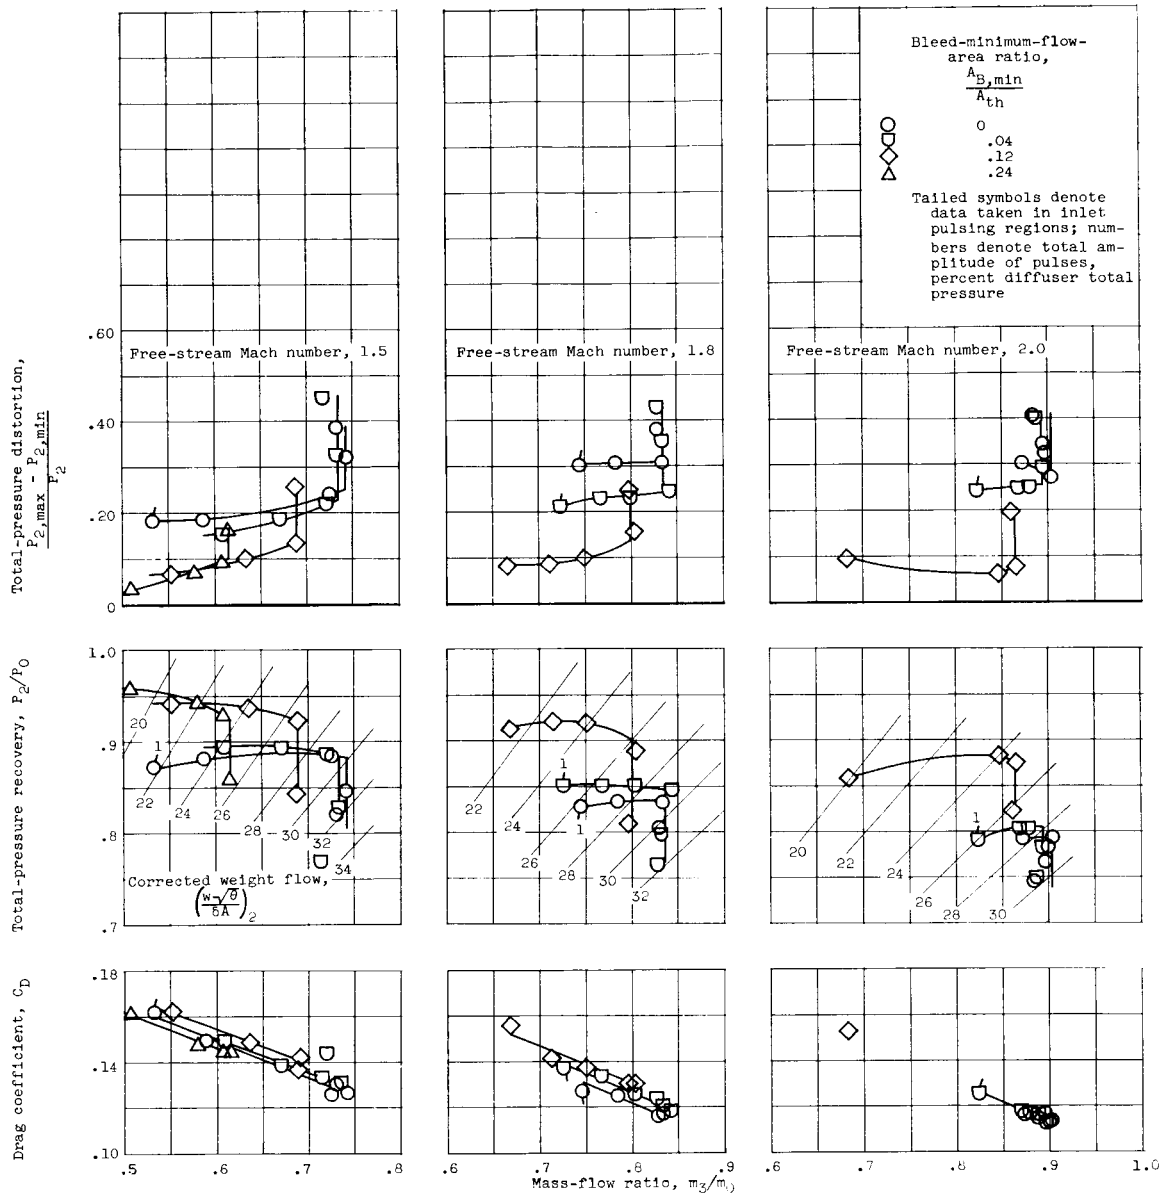 Bleed-minimum-flow-
area ratio,
A_B,min
A_th
0
.04
.12
.24
Tailed symbols denote
data taken in inlet
pulsing regions; num-
bers denote total am-
plitude of pulses,
percent diffuser total
pressure
Total-pressure distortion,
P_2,max - P_2,min
P_2
.60
.40
.20
0
Free-stream Mach number, 1.5
Free-stream Mach number, 1.8
Free-stream Mach number, 2.0
Total-pressure recovery, P_2/P_0
1.0
.9
.8
.7
20
22
24
26
28
30
32
34
1
Corrected weight flow,
(w√θ/δA)_2
22
24
26
28
30
32
1
1
20
22
24
26
28
30
1
Drag coefficient, C_D
.18
.14
.10
.5
.6
.7
.8
.6
.7
.8
.9
.6
.7
.8
.9
1.0
Mass-flow ratio, m_3/m_0